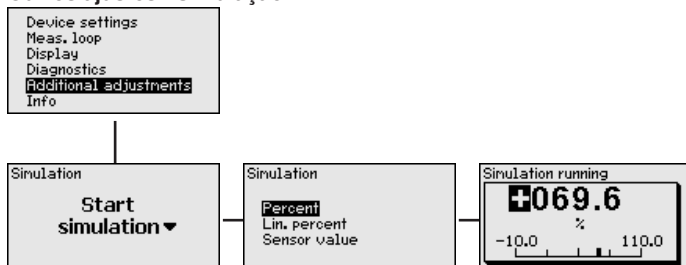 Device settings
Meas. loop
Display
Diagnostics
Additional adjustments
Info
Simulation
Start
simulation▼
Simulation
Percent
Lin. percent
Sensor value
Simulation running
+069.6
%
-10.0 110.0